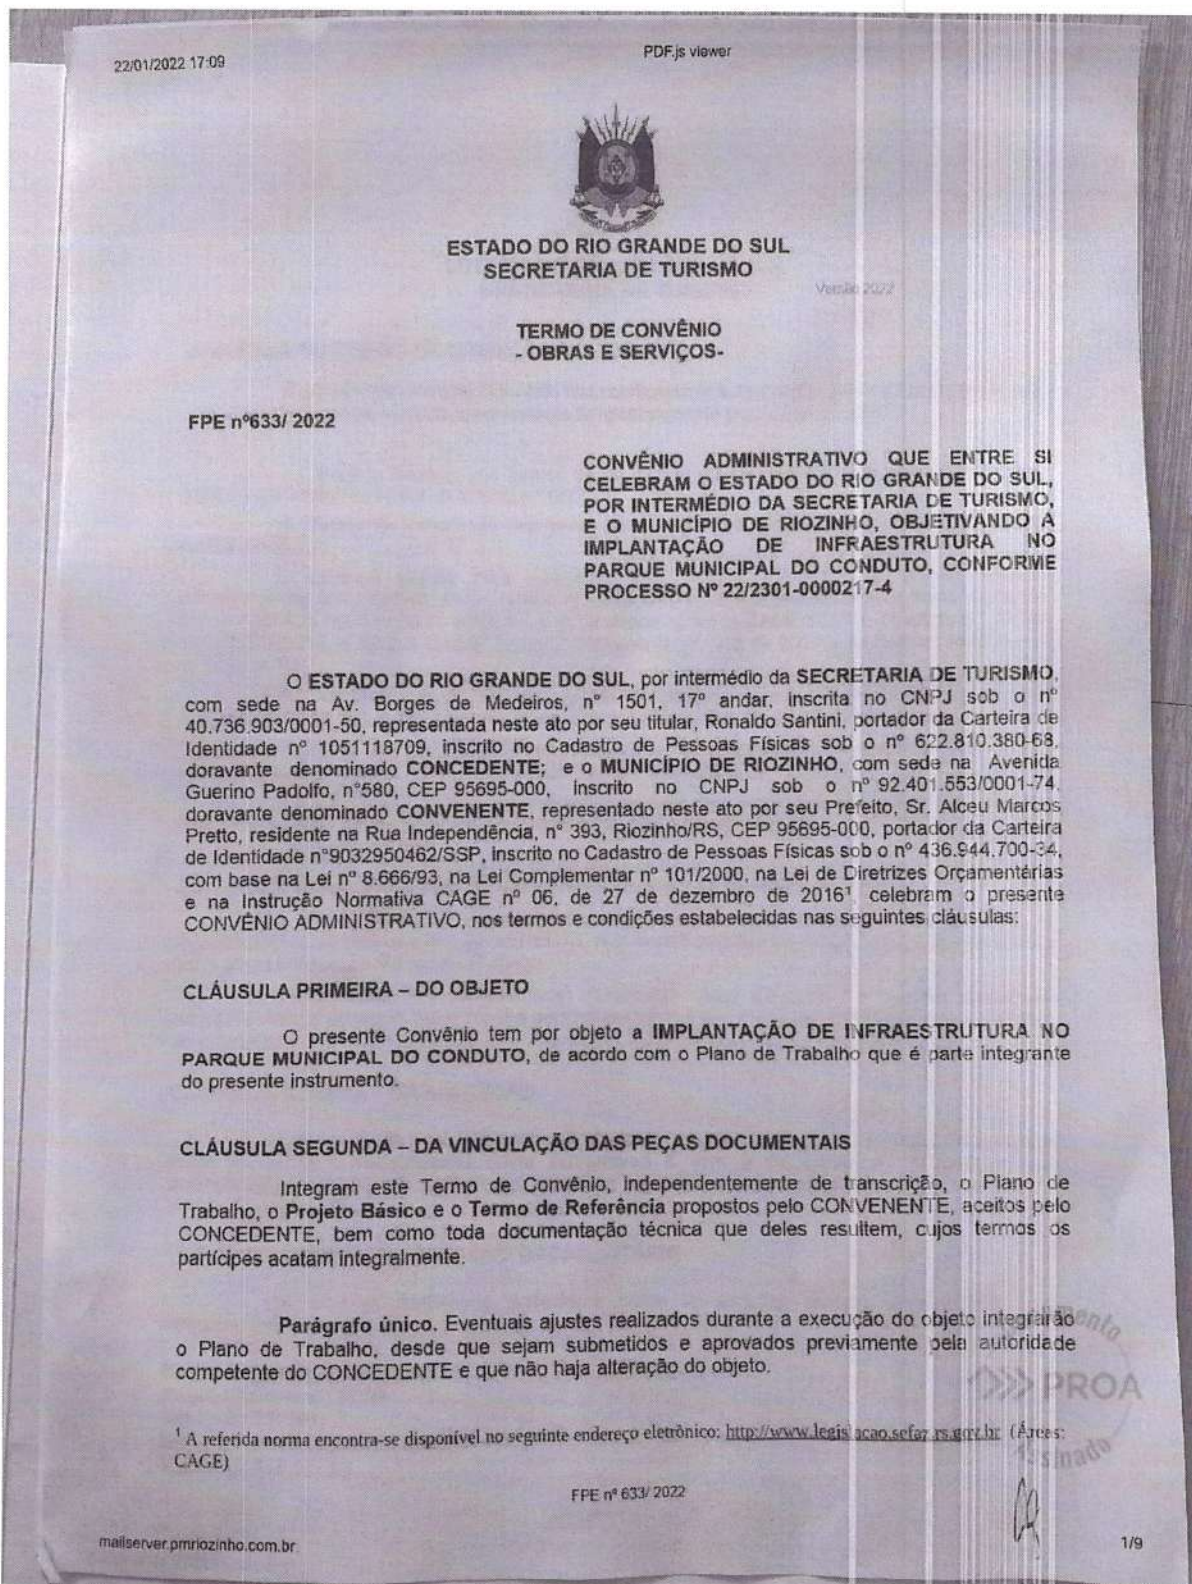 22/01/2022 17:09
PDF.js viewer
ESTADO DO RIO GRANDE DO SUL
SECRETARIA DE TURISMO
Versão 2022
TERMO DE CONVÊNIO
- OBRAS E SERVIÇOS-
FPE nº633/ 2022
CONVÊNIO ADMINISTRATIVO QUE ENTRE SI
CELEBRAM O ESTADO DO RIO GRANDE DO SUL,
POR INTERMÉDIO DA SECRETARIA DE TURISMO,
E O MUNICÍPIO DE RIOZINHO, OBJETIVANDO A
IMPLANTAÇÃO DE INFRAESTRUTURA NO
PARQUE MUNICIPAL DO CONDUTO, CONFORME
PROCESSO Nº 22/2301-0000217-4
O ESTADO DO RIO GRANDE DO SUL, por intermédio da SECRETARIA DE TURISMO,
com sede na Av. Borges de Medeiros, n° 1501, 17º andar, inscrita no CNPJ sob o nº
40.736.903/0001-50, representada neste ato por seu titular, Ronaldo Santini, portador da Carteira de
Identidade nº 1051118709, inscrito no Cadastro de Pessoas Físicas sob o nº 622.810.380-68,
doravante denominado CONCEDENTE; e o MUNICÍPIO DE RIOZINHO, com sede na Avenida
Guerino Padolfo, n°580, CEP 95695-000, inscrito no CNPJ sob o nº 92.401.553/0001-74,
doravante denominado CONVENENTE, representado neste ato por seu Prefeito, Sr. Alceu Marcos
Pretto, residente na Rua Independência, n° 393, Riozinho/RS, CEP 95695-000, portador da Carteira
de Identidade n°9032950462/SSP, inscrito no Cadastro de Pessoas Físicas sob o nº 436.944.700-34,
com base na Lei nº 8.666/93, na Lei Complementar nº 101/2000, na Lei de Diretrizes Orçamentárias
e na Instrução Normativa CAGE nº 06, de 27 de dezembro de 2016¹ celebram o presente
CONVÊNIO ADMINISTRATIVO, nos termos e condições estabelecidas nas seguintes cláusulas:
CLÁUSULA PRIMEIRA – DO OBJETO
O presente Convênio tem por objeto a IMPLANTAÇÃO DE INFRAESTRUTURA NO
PARQUE MUNICIPAL DO CONDUTO, de acordo com o Plano de Trabalho que é parte integrante
do presente instrumento.
CLÁUSULA SEGUNDA – DA VINCULAÇÃO DAS PEÇAS DOCUMENTAIS
Integram este Termo de Convênio, independentemente de transcrição, o Plano de
Trabalho, o Projeto Básico e o Termo de Referência propostos pelo CONVENENTE, aceitos pelo
CONCEDENTE, bem como toda documentação técnica que deles resultem, cujos termos os
partícipes acatam integralmente.
Parágrafo único. Eventuais ajustes realizados durante a execução do objeto integrarão
o Plano de Trabalho, desde que sejam submetidos e aprovados previamente pela autoridade
competente do CONCEDENTE e que não haja alteração do objeto.
PROA
Assinado
¹ A referida norma encontra-se disponível no seguinte endereço eletrônico: http://www.legislacao.sefaz.rs.gov.br (Áreas:
CAGE)
FPE nº 633/ 2022
mailserver.pmriozinho.com.br
1/9